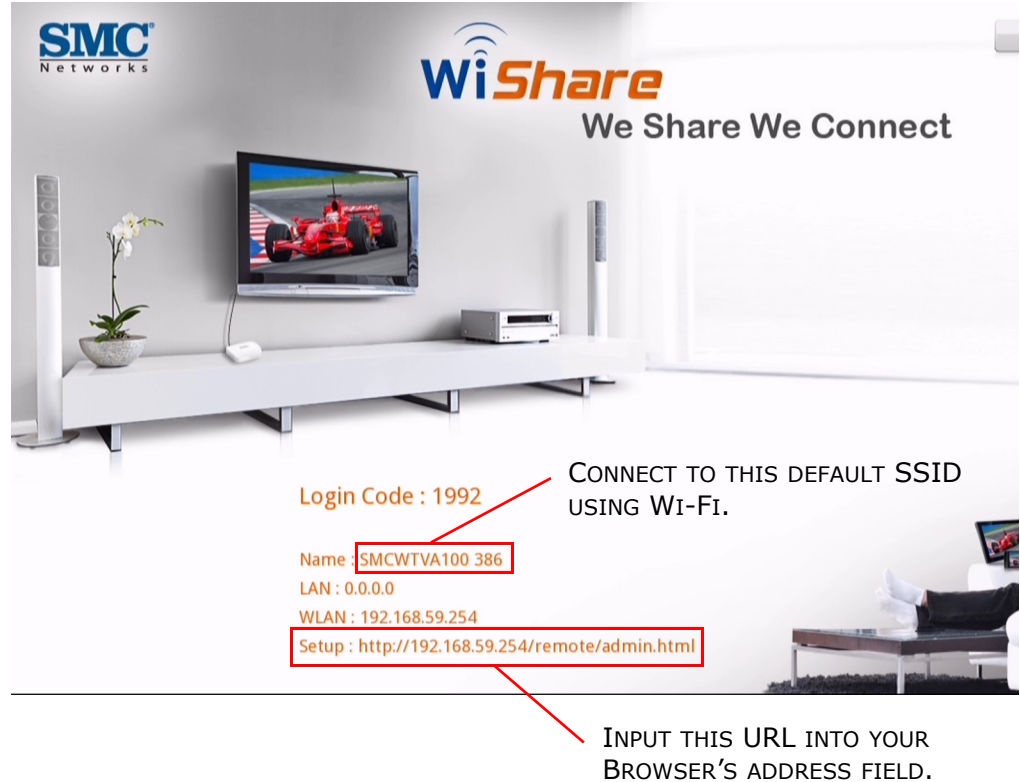 SMC
Networks
WiShare
We Share We Connect
CONNECT TO THIS DEFAULT SSID
USING WI-FI.
Login Code : 1992
Name : SMCWTVA100 386
LAN : 0.0.0.0
WLAN : 192.168.59.254
Setup : http://192.168.59.254/remote/admin.html
INPUT THIS URL INTO YOUR
BROWSER'S ADDRESS FIELD.